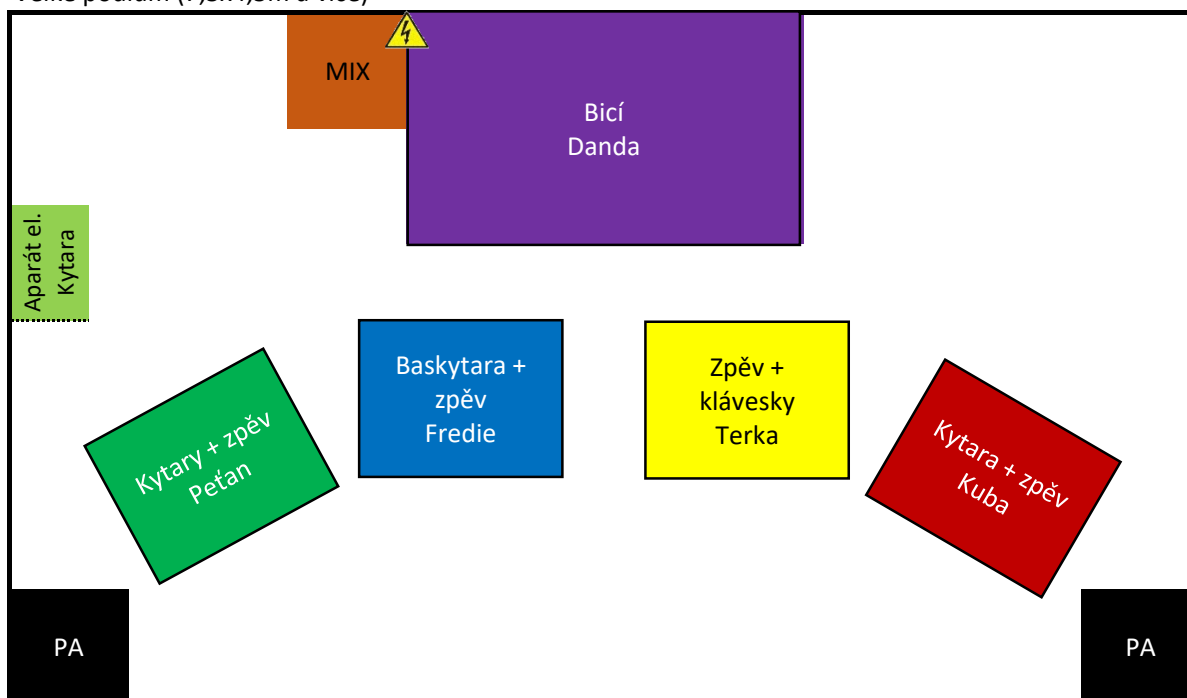 MIX
Bicí
Danda
Aparát el.
Kytara
Baskytara +
zpěv
Fredie
Zpěv +
klávesky
Terka
Kytary + zpěv
Peťan
Kytara + zpěv
Kuba
PA
PA